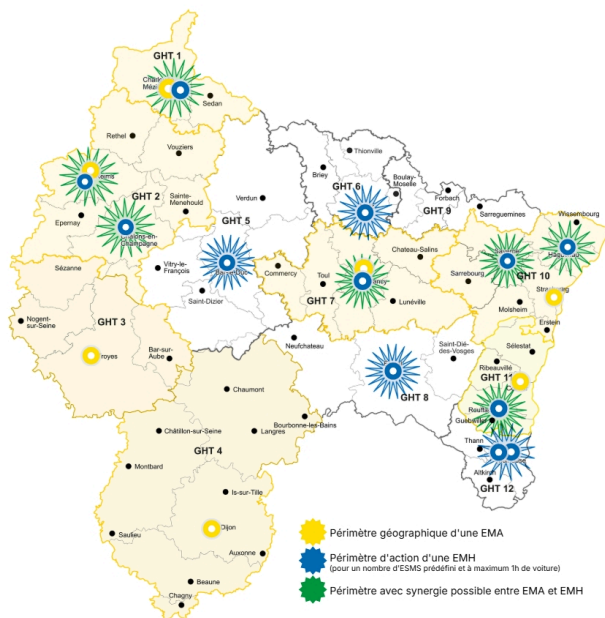 GHT 1
Sedan
Rethel
Vouziers
GHT 2
Sainte-
Menehould
Epernay
Verdun
GHT 5
Vitry-le-
François
Saint-Dizier
Sézanne
GHT 3
Nogent-
sur-Seine
Bar-sur-
Aube
Thionville
Briey
Boulay-
Moselle
GHT 6
Forbach
GHT 9
Sarreguemines
Wissembourg
Chateau-Salins
Commercy
Toul
GHT 7
Lunéville
Sarrebourg
GHT 10
Molsheim
Erstein
Neufchateau
Saint-Dié-
des-Vosges
GHT 8
Sélestat
Ribeauville
GHT 11
Guebwiller
Thann
Altkirch
GHT 12
Chaumont
Bourbonne-les-Bains
Châtillon-sur-Seine
Langres
GHT 4
Montbard
Is-sur-Tille
Dijon
Saulieu
Auxonne
Beaune
Chagny
Périmètre géographique d'une EMA
Périmètre d'action d'une EMH
(pour un nombre d'ESMS prédéfini et à maximum 1h de voiture)
Périmètre avec synergie possible entre EMA et EMH